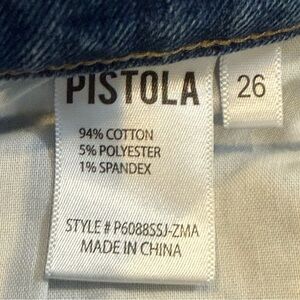 PISTOLA
26
94% COTTON
5% POLYESTER
1% SPANDEX
STYLE # P6088SSJ-ZMA
MADE IN CHINA